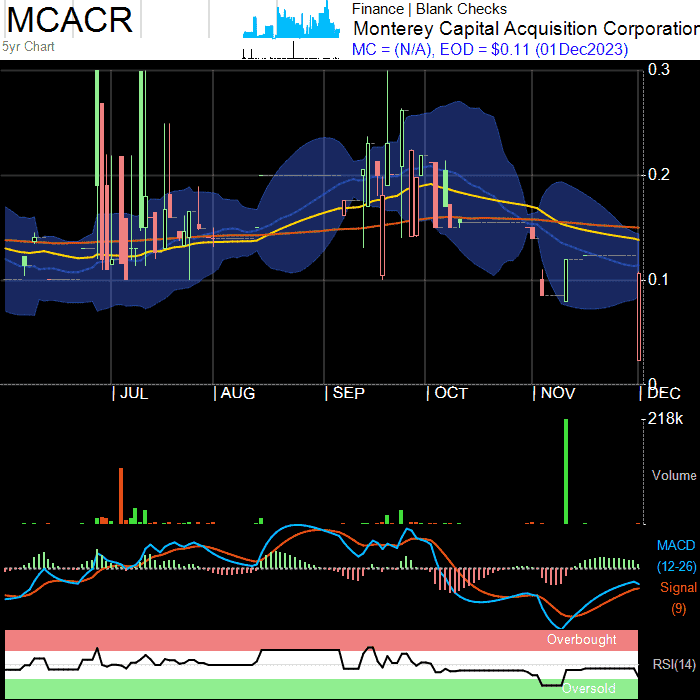 MCACR
5yr Chart
Finance | Blank Checks
Monterey Capital Acquisition Corporation
MC = (N/A), EOD = $0.11 (01Dec2023)
0.3
0.2
0.1
0
JUL AUG SEP OCT NOV DEC
218k
Volume
MACD
(12-26)
Signal
(9)
Overbought
RSI(14)
Oversold